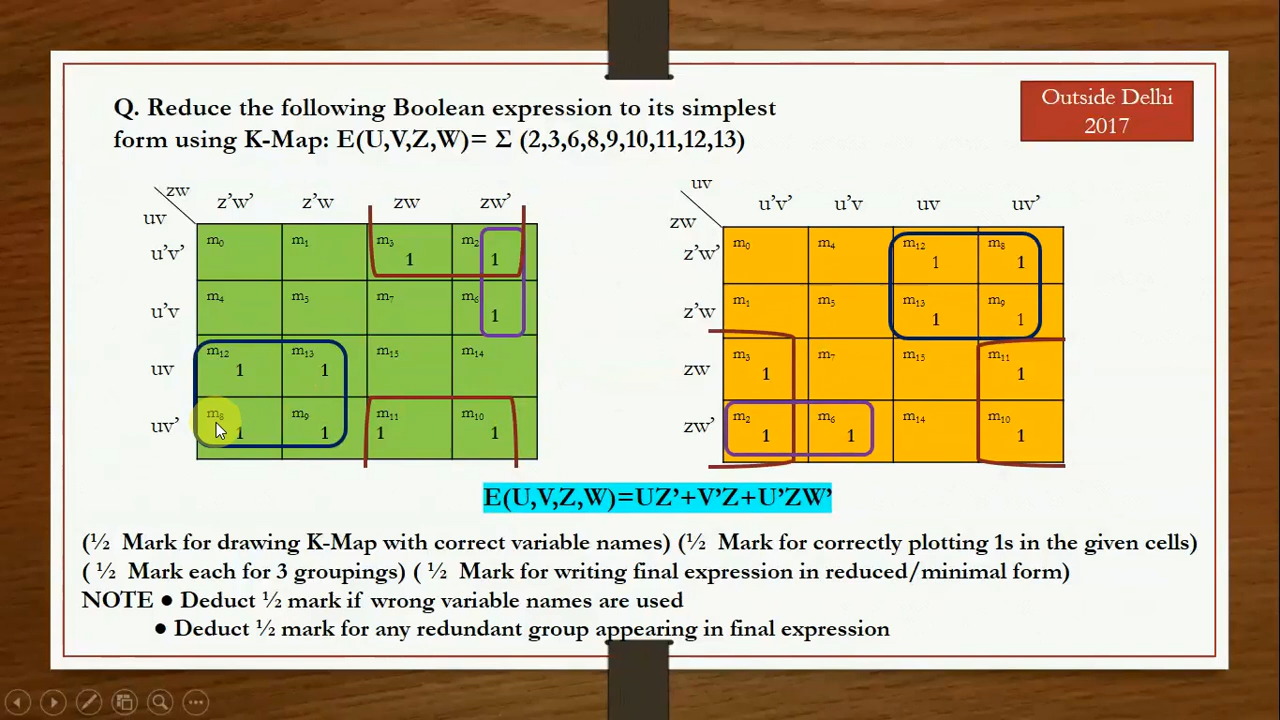 Q. Reduce the following Boolean expression to its simplest
form using K-Map: E(U,V,Z,W)= Σ (2,3,6,8,9,10,11,12,13)
Outside Delhi
2017
zw
uv
z’w’ z’w zw zw’
u’v’ m₀ m₁ m₃ 1 m₂ 1
u’v m₄ m₅ m₇ m₆ 1
uv m₁₂ 1 m₁₃ 1 m₁₅ m₁₄
uv’ m₈ 1 m₉ 1 m₁₁ 1 m₁₀ 1
uv
zw
u’v’ u’v uv uv’
z’w’ m₀ m₄ m₁₂ 1 m₈ 1
z’w m₁ m₅ m₁₃ 1 m₉ 1
zw m₃ 1 m₇ m₁₅ m₁₁ 1
zw’ m₂ 1 m₆ 1 m₁₄ m₁₀ 1
E(U,V,Z,W)=UZ’+V’Z+U’ZW’
(½ Mark for drawing K-Map with correct variable names) (½ Mark for correctly plotting 1s in the given cells)
( ½ Mark each for 3 groupings) ( ½ Mark for writing final expression in reduced/minimal form)
NOTE ● Deduct ½ mark if wrong variable names are used
● Deduct ½ mark for any redundant group appearing in final expression